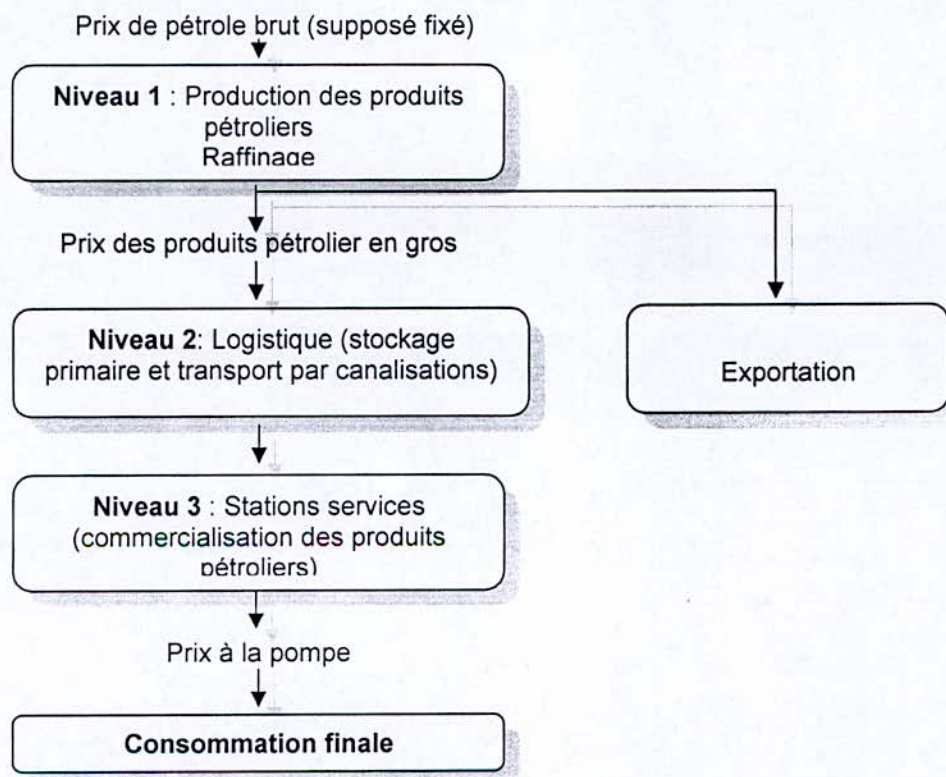 Prix de pétrole brut (supposé fixé)
Niveau 1 : Production des produits
pétroliers
Raffinage
Prix des produits pétrolier en gros
Niveau 2: Logistique (stockage
primaire et transport par canalisations)
Exportation
Niveau 3 : Stations services
(commercialisation des produits
pétroliers)
Prix à la pompe
Consommation finale